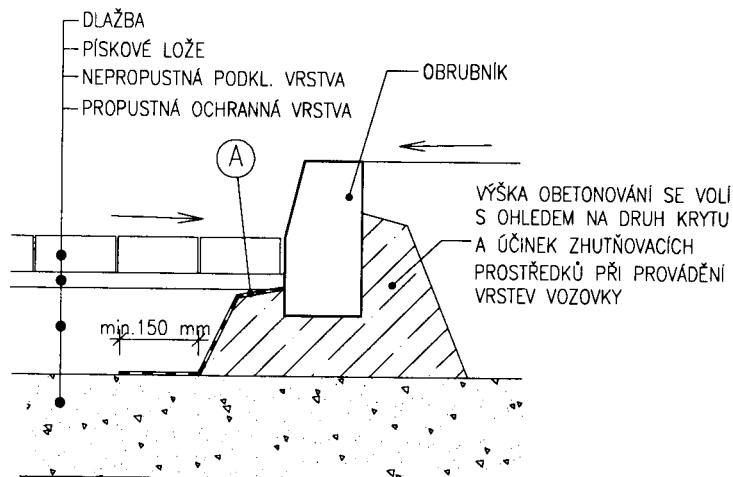 DLAŽBA
PÍSKOVÉ LOŽE
NEPROPUSTNÁ PODKL. VRSTVA
PROPUSTNÁ OCHRANNÁ VRSTVA
OBRUBNÍK
A
VÝŠKA OBETONOVÁNÍ SE VOLÍ
S OHLEDEM NA DRUH KRYTU
A ÚČINEK ZHUTŇOVACÍCH
PROSTŘEDKŮ PŘI PROVÁDĚNÍ
VRSTEV VOZOVKY
min.150 mm